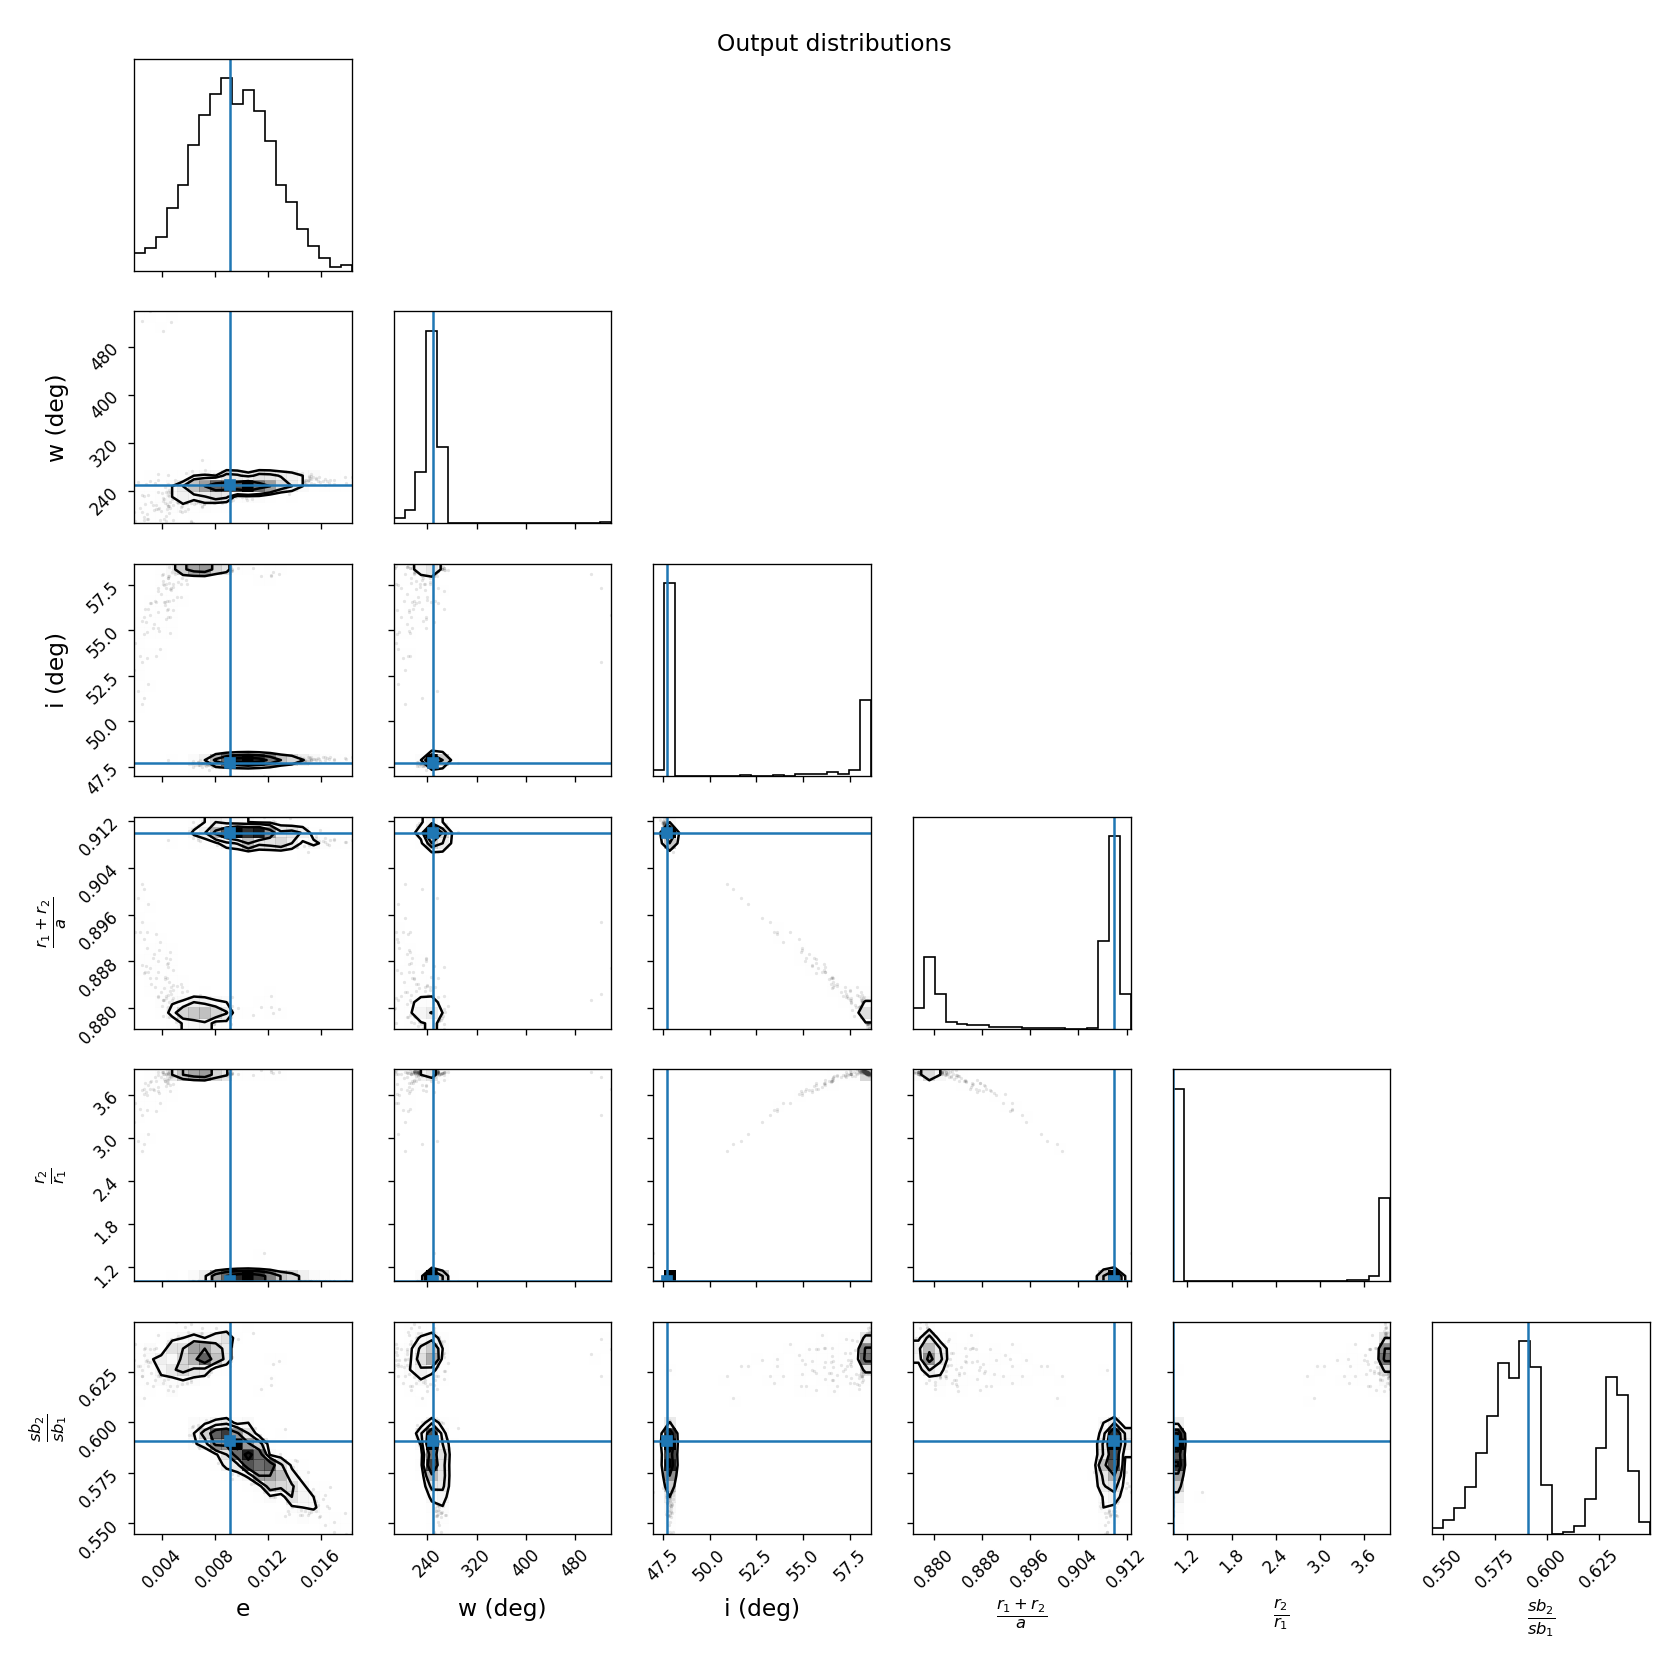 Output distributions
w (deg)
480
400
320
240
i (deg)
57.5
55.0
52.5
50.0
47.5
r₁ + r₂
a
0.912
0.904
0.896
0.888
0.880
r₂
r₁
3.6
3.0
2.4
1.8
1.2
sb₂
sb₁
0.625
0.600
0.575
0.550
0.004 0.008 0.012 0.016 240 320 400 480 47.5 50.0 52.5 55.0 57.5 0.880 0.888 0.896 0.904 0.912 1.2 1.8 2.4 3.0 3.6 0.550 0.575 0.600 0.625
e w (deg) i (deg)
r₁ + r₂ r₂ sb₂
a r₁ sb₁